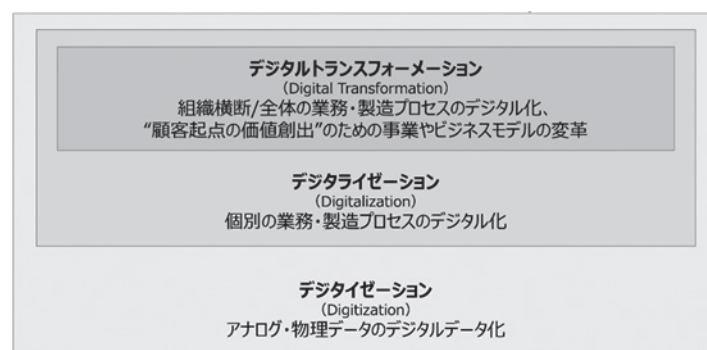 デジタルトランスフォーメーション
(Digital Transformation)
組織横断/全体の業務・製造プロセスのデジタル化、
“顧客起点の価値創出”のための事業やビジネスモデルの変革
デジタライゼーション
(Digitalization)
個別の業務・製造プロセスのデジタル化
デジタイゼーション
(Digitization)
アナログ・物理データのデジタルデータ化